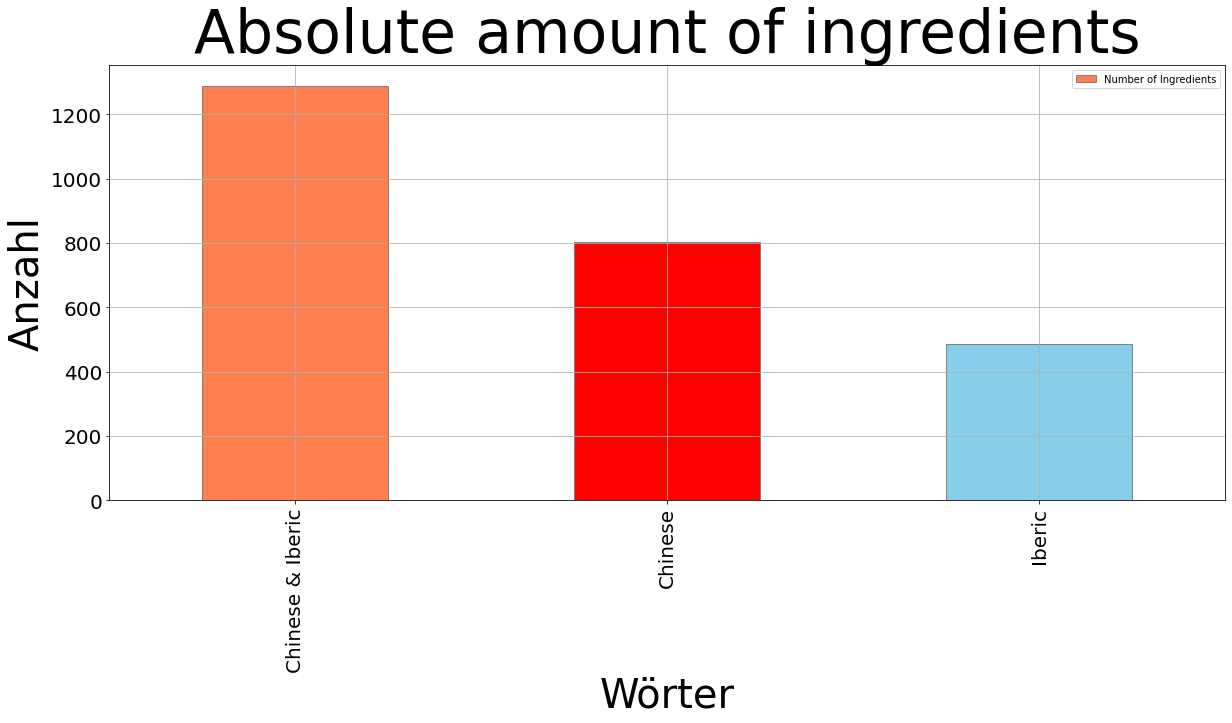 Absolute amount of ingredients
Number of Ingredients
Anzahl
1200
1000
800
600
400
200
0
Chinese & Iberic
Chinese
Iberic
Wörter